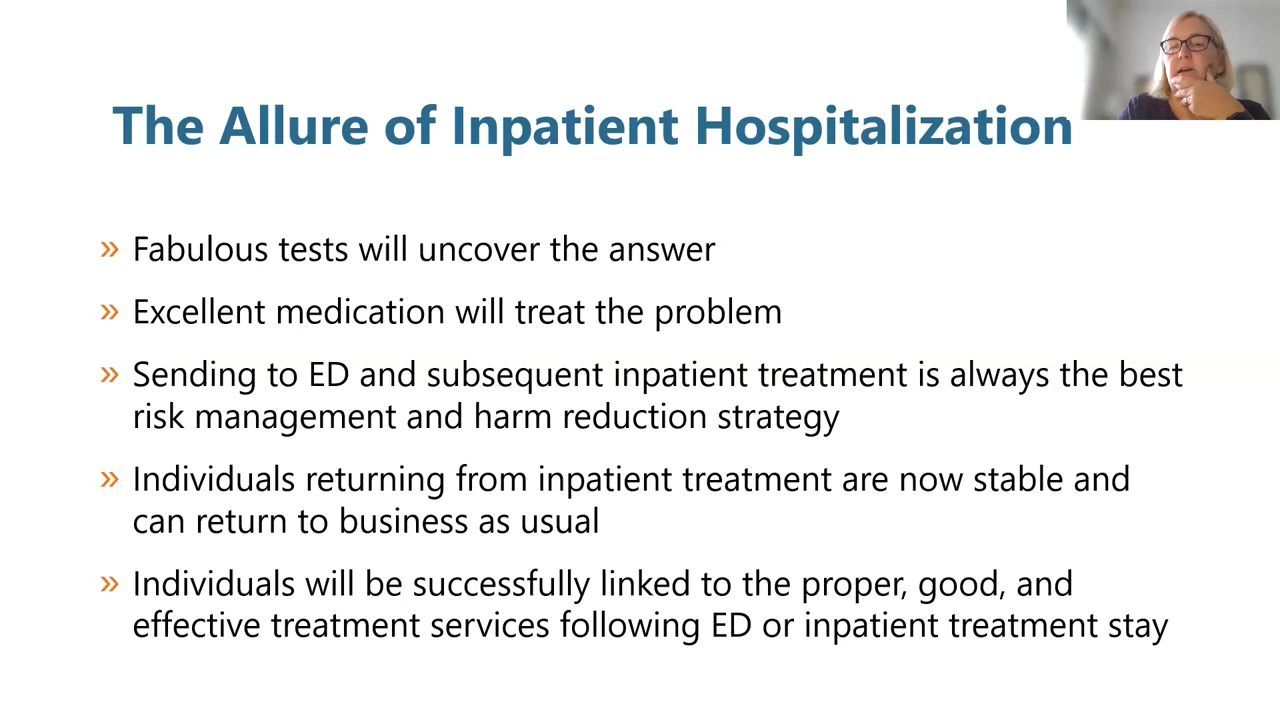 The Allure of Inpatient Hospitalization
» Fabulous tests will uncover the answer
» Excellent medication will treat the problem
» Sending to ED and subsequent inpatient treatment is always the best
risk management and harm reduction strategy
» Individuals returning from inpatient treatment are now stable and
can return to business as usual
» Individuals will be successfully linked to the proper, good, and
effective treatment services following ED or inpatient treatment stay